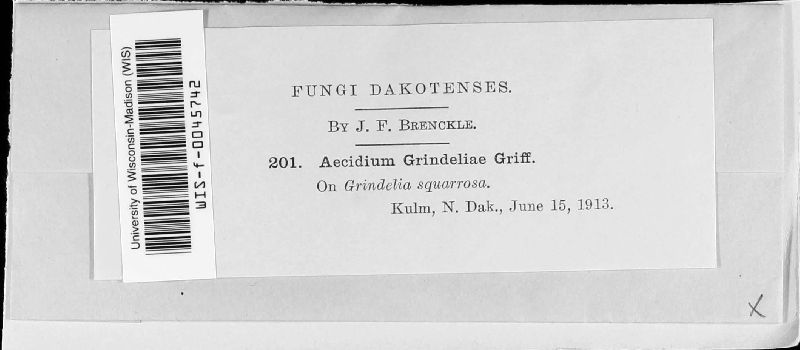 University of Wisconsin-Madison (WIS)
WIS-f-0045742
FUNGI DAKOTENSES.
By J. F. Brenckle.
201. Aecidium Grindeliae Griff.
On Grindelia squarrosa.
Kulm, N. Dak., June 15, 1913.
X